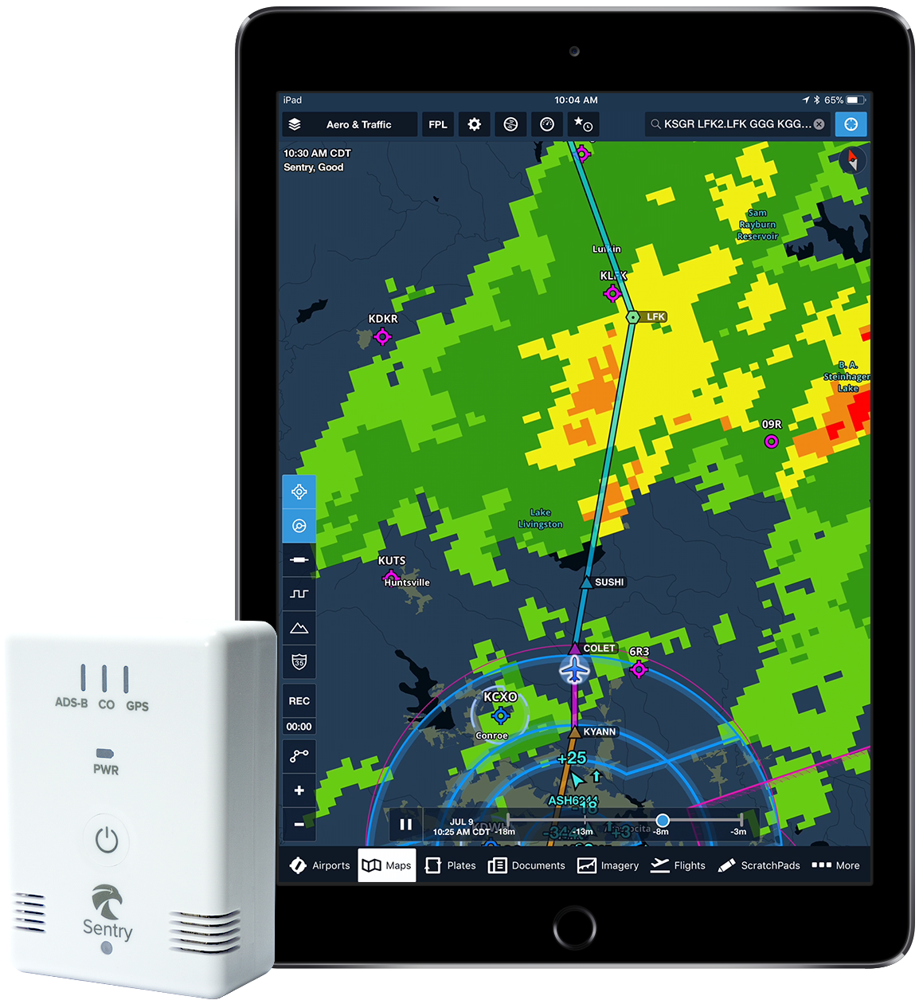 iPad
10:04 AM
65%
Aero & Traffic
FPL
KSGR LFK2.LFK GGG KGG...
10:30 AM CDT
Sentry, Good
Sam
Rayburn
Reservoir
Lufkin
KLFK
LFK
KDKR
B. A.
Steinhagen
Lake
09R
Lake
Livingston
KUTS
Huntsville
SUSHI
COLET
6R3
35
KCXO
REC
Conroe
00:00
KYANN
+25
-18
JUL 9
10:25 AM CDT
-18m
-13m
-8m
-3m
+3
Airports
Maps
Plates
Documents
Imagery
Flights
ScratchPads
More
ADS-B
CO
GPS
PWR
Sentry